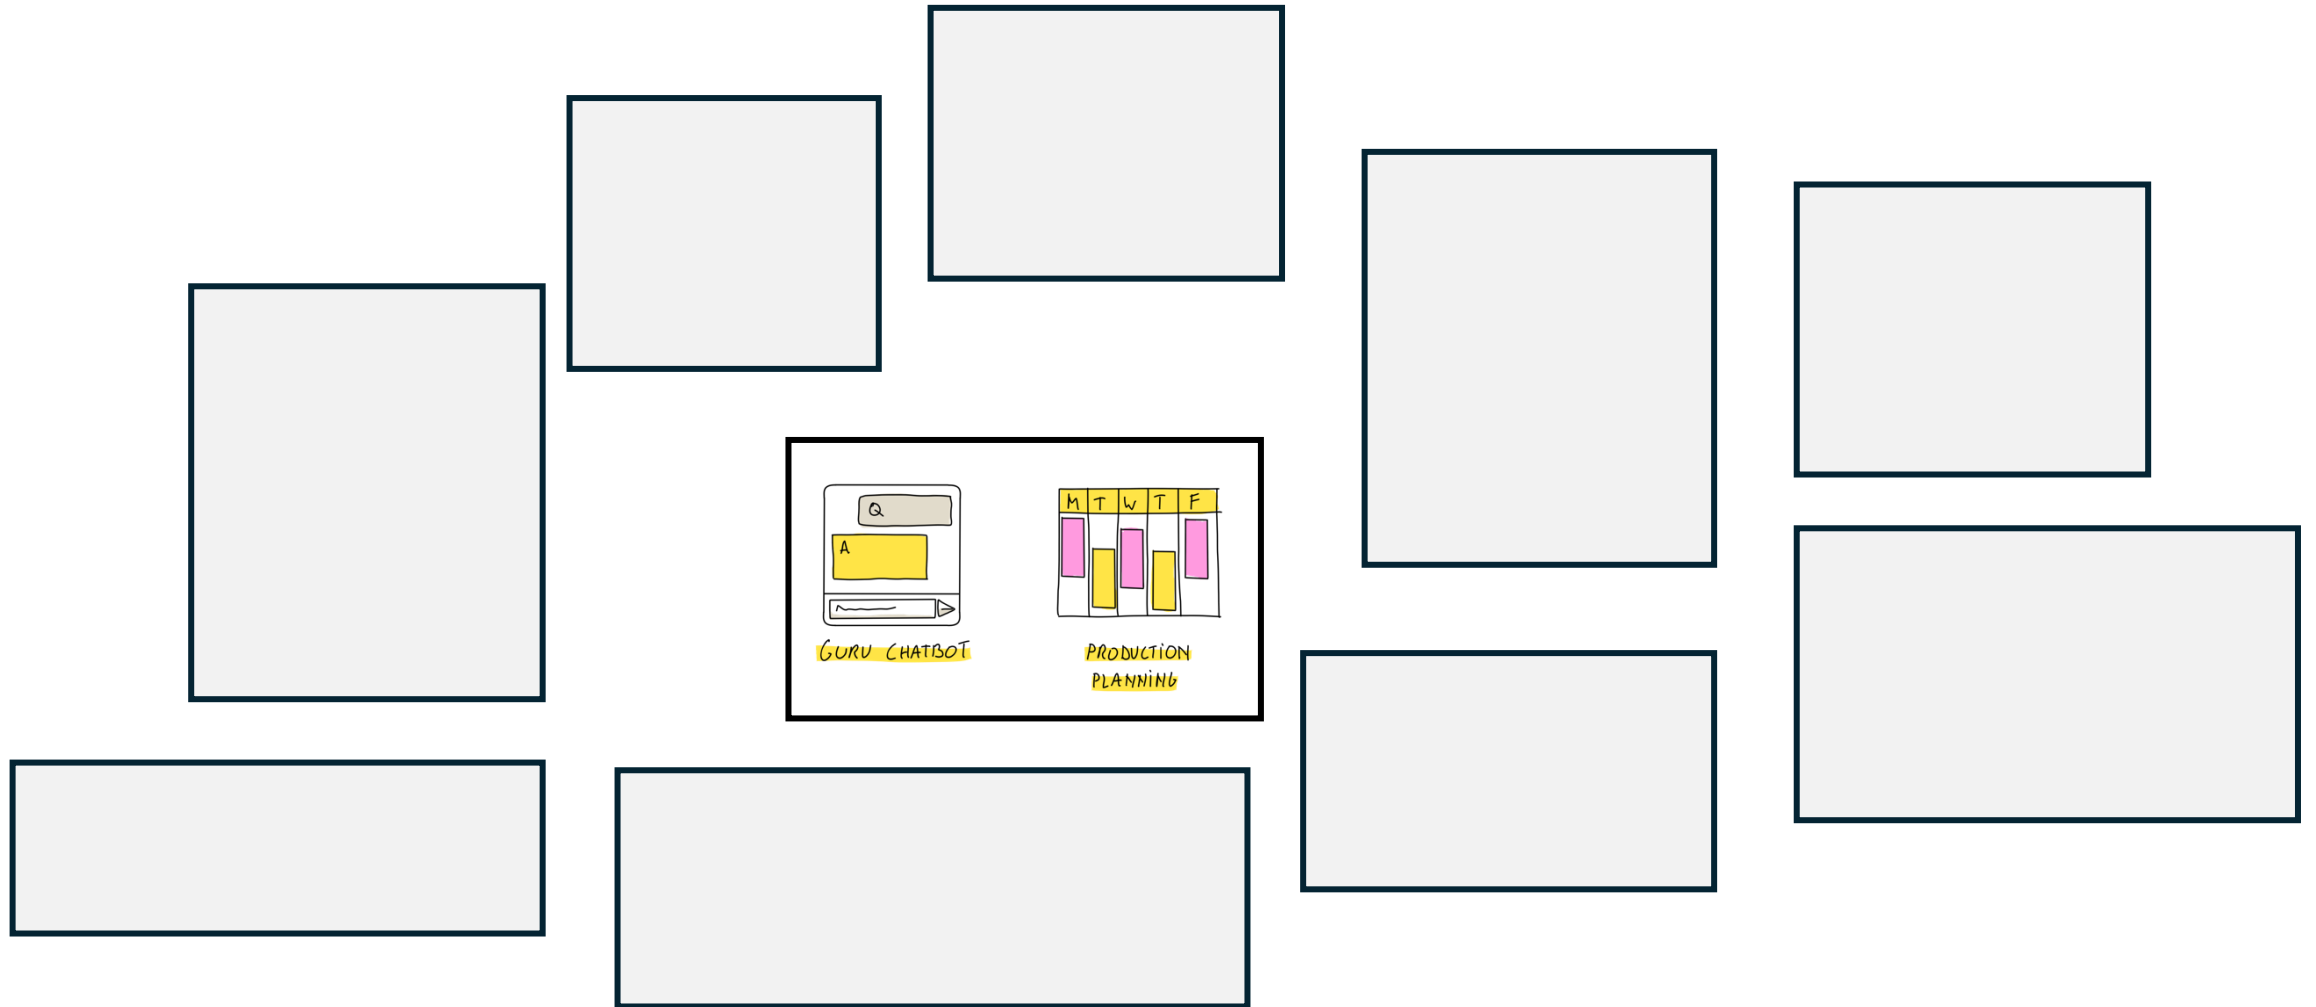 Q
A
GURU CHATBOT
M T W T F
PRODUCTION
PLANNING